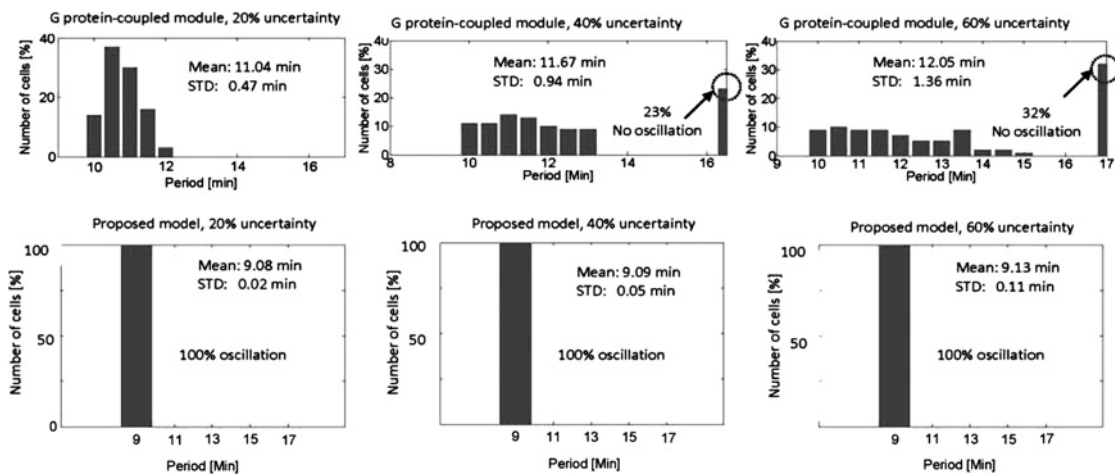 G protein-coupled module, 20% uncertainty
Number of cells [%]
40
20
0
Mean: 11.04 min
STD: 0.47 min
10 12 14 16
Period [min]
G protein-coupled module, 40% uncertainty
Number of cells [%]
40
30
20
10
0
Mean: 11.67 min
STD: 0.94 min
23%
No oscillation
8 10 12 14 16
Period [Min]
G protein-coupled module, 60% uncertainty
Number of cells [%]
40
30
20
10
0
Mean: 12.05 min
STD: 1.36 min
32%
No oscillation
9 10 11 12 13 14 15 16 17
Period [Min]
Proposed model, 20% uncertainty
Number of cells [%]
100
50
0
Mean: 9.08 min
STD: 0.02 min
100% oscillation
9 11 13 15 17
Period [Min]
Proposed model, 40% uncertainty
Number of cells [%]
100
50
Mean: 9.09 min
STD: 0.05 min
100% oscillation
9 11 13 15 17
Period [Min]
Proposed model, 60% uncertainty
Number of cells [%]
100
50
Mean: 9.13 min
STD: 0.11 min
100% oscillation
9 11 13 15 17
Period [Min]